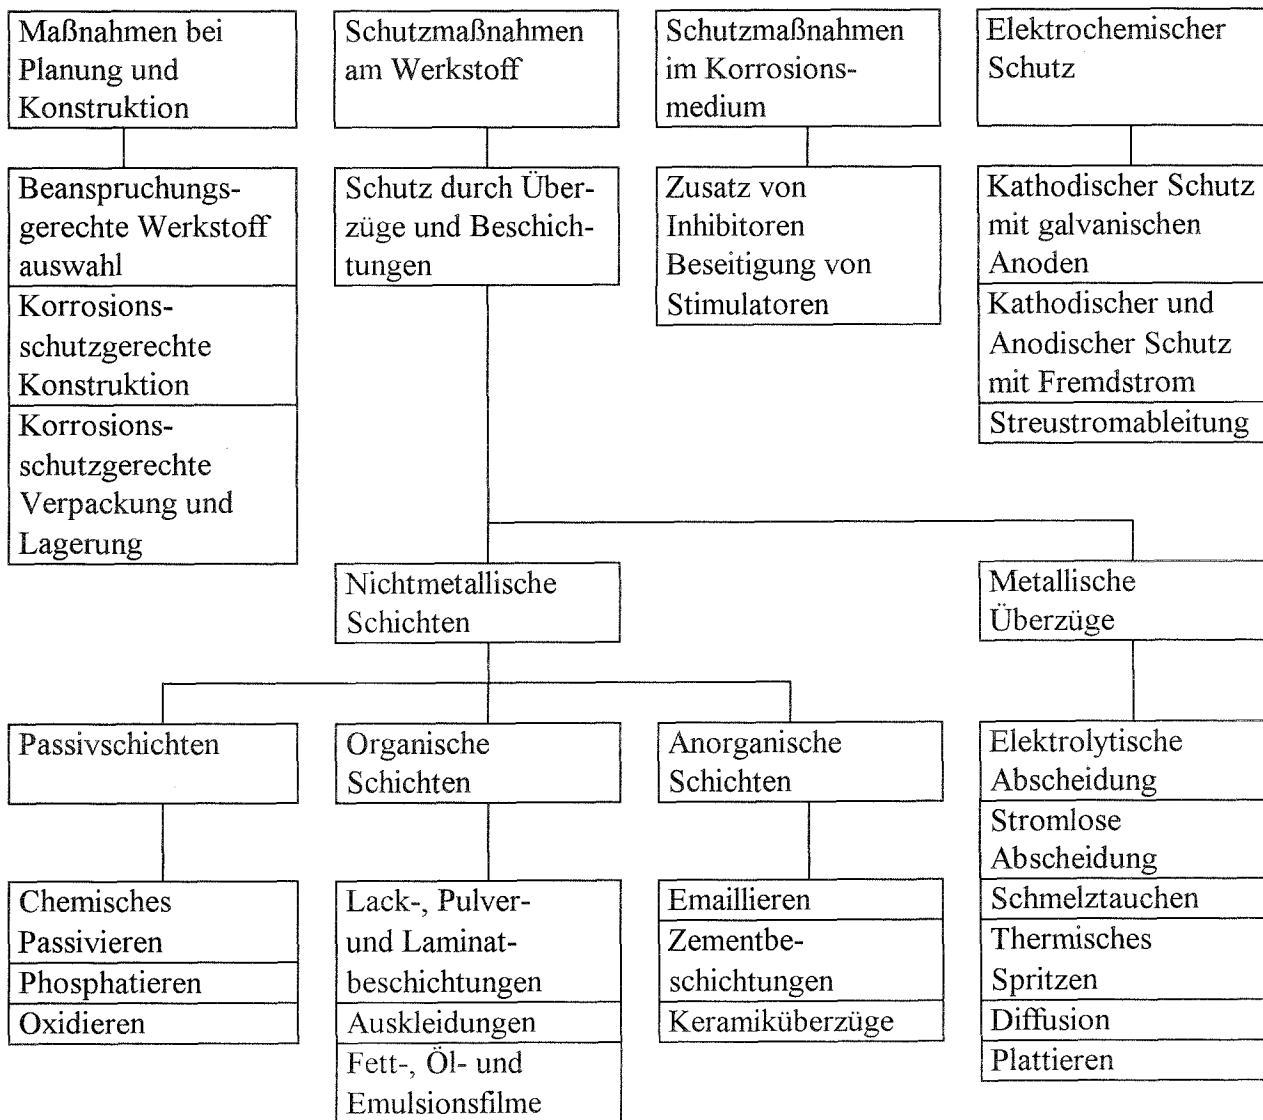 Maßnahmen bei
Planung und
Konstruktion
Schutzmaßnahmen
am Werkstoff
Schutzmaßnahmen
im Korrosions-
medium
Elektrochemischer
Schutz
Beanspruchungs-
gerechte Werkstoff
auswahl
Korrosions-
schutzgerechte
Konstruktion
Korrosions-
schutzgerechte
Verpackung und
Lagerung
Schutz durch Über-
züge und Beschich-
tungen
Zusatz von
Inhibitoren
Beseitigung von
Stimulatoren
Kathodischer Schutz
mit galvanischen
Anoden
Kathodischer und
Anodischer Schutz
mit Fremdstrom
Streustromableitung
Nichtmetallische
Schichten
Metallische
Überzüge
Passivschichten
Organische
Schichten
Anorganische
Schichten
Elektrolytische
Abscheidung
Stromlose
Abscheidung
Schmelztauchen
Thermisches
Spritzen
Diffusion
Plattieren
Chemisches
Passivieren
Phosphatieren
Oxidieren
Lack-, Pulver-
und Laminat-
beschichtungen
Auskleidungen
Fett-, Öl- und
Emulsionsfilme
Emaillieren
Zementbe-
schichtungen
Keramiküberzüge